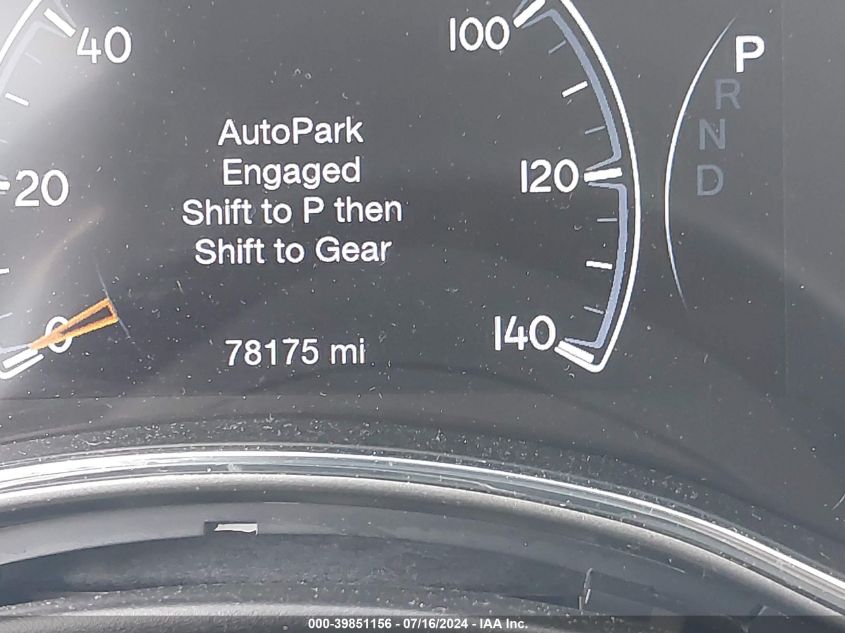 40
100
P
R
AutoPark
N
Engaged
20
120
D
Shift to P then
Shift to Gear
0
140
78175 mi
000-39851156 - 07/16/2024 - IAA Inc.